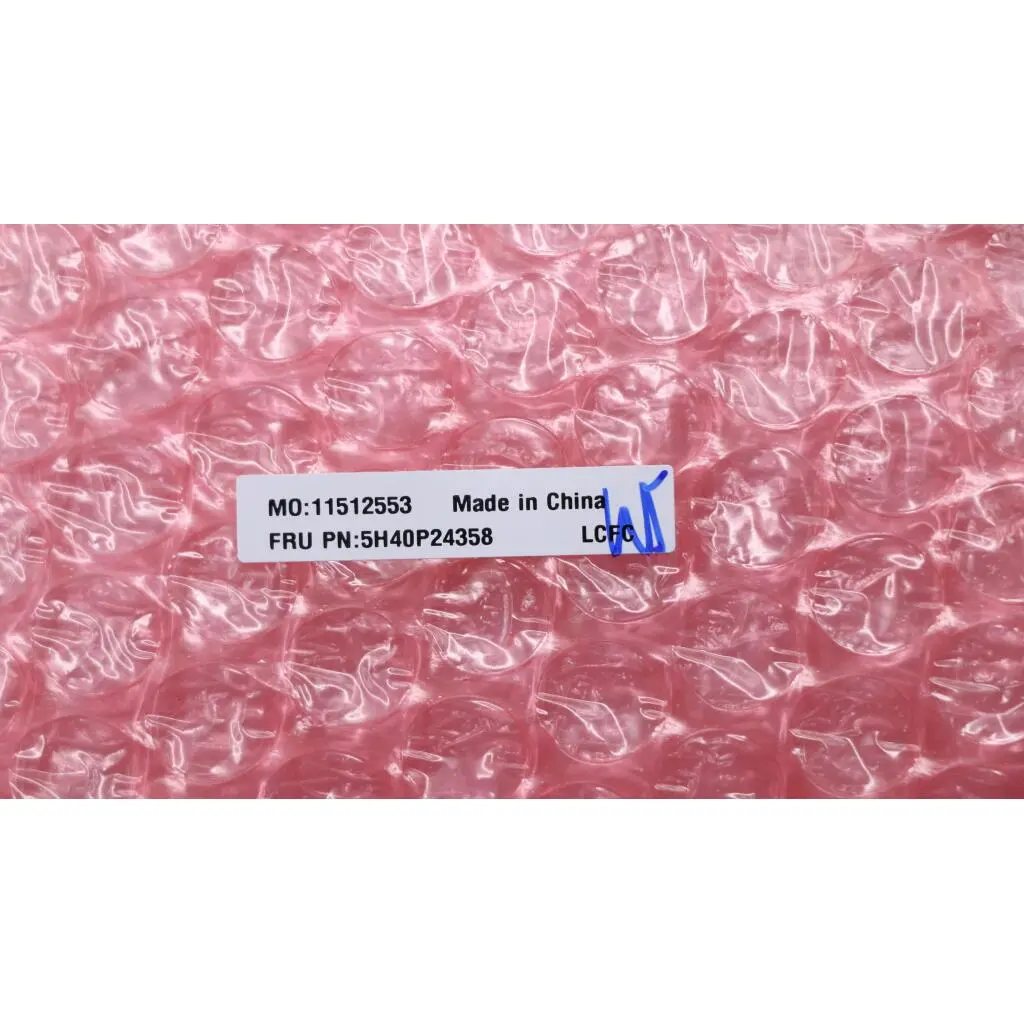 MO:11512553 Made in China
FRU PN:5H40P24358 LCFC